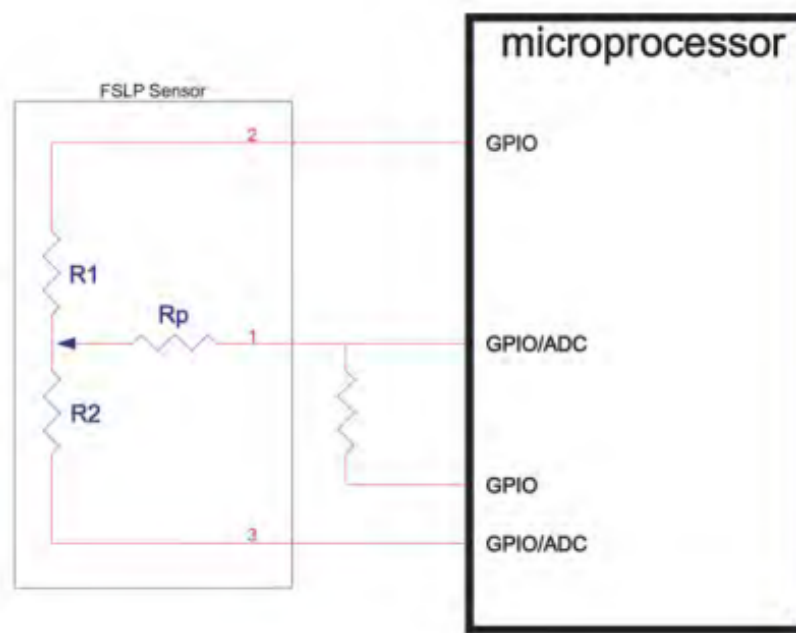 microprocessor
FSLP Sensor
2
GPIO
R1
Rp
1
GPIO/ADC
R2
GPIO
3
GPIO/ADC